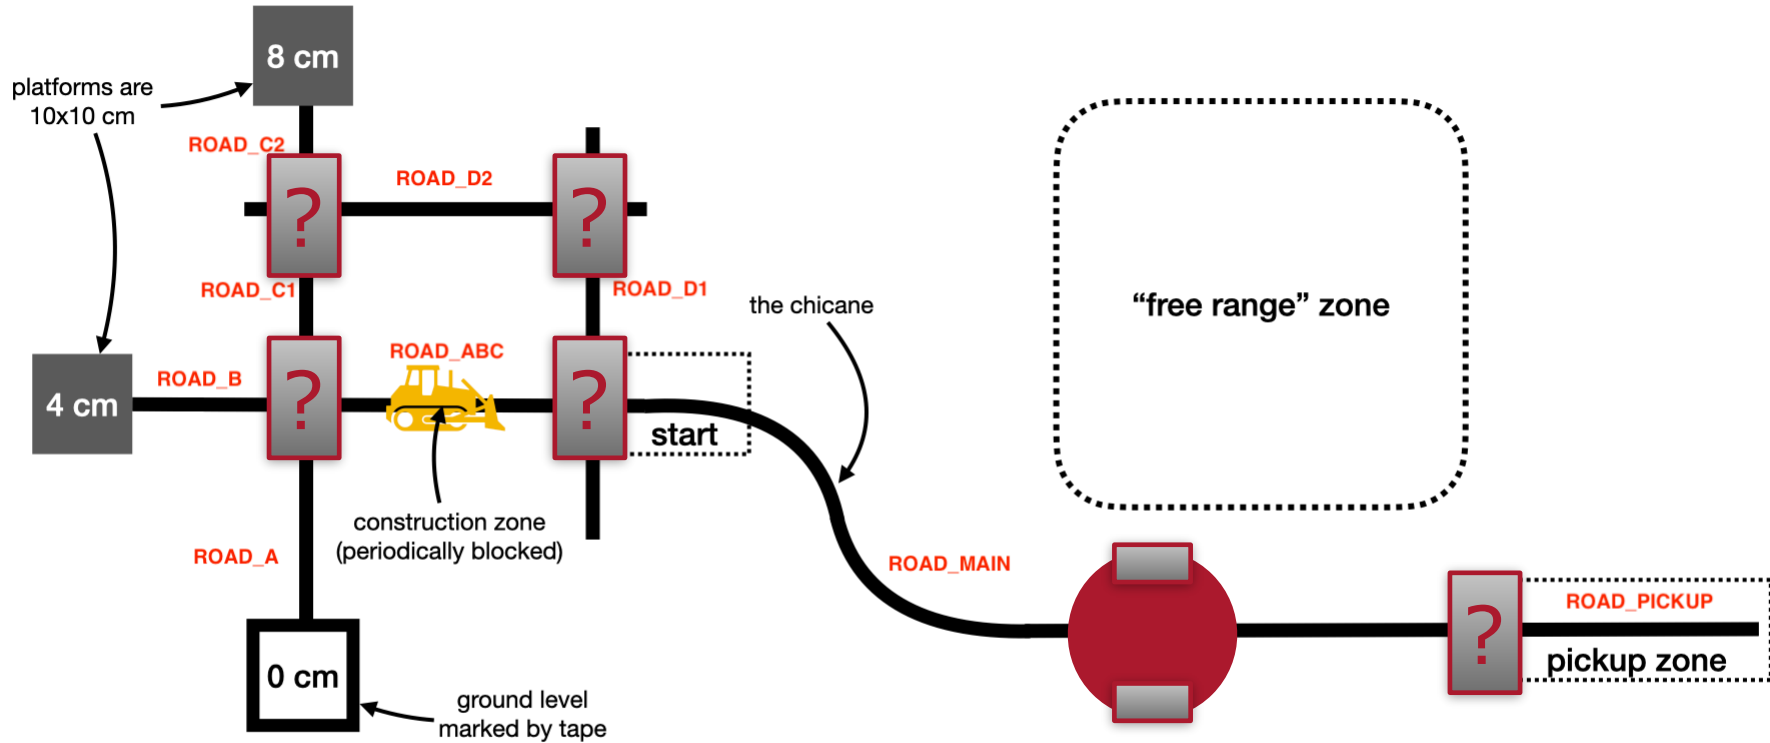 8 cm
platforms are
10x10 cm
ROAD_C2
?
ROAD_D2
?
ROAD_C1
ROAD_D1
the chicane
“free range” zone
ROAD_ABC
ROAD_B
?
?
4 cm
start
construction zone
(periodically blocked)
ROAD_A
ROAD_MAIN
ROAD_PICKUP
?
pickup zone
0 cm
ground level
marked by tape